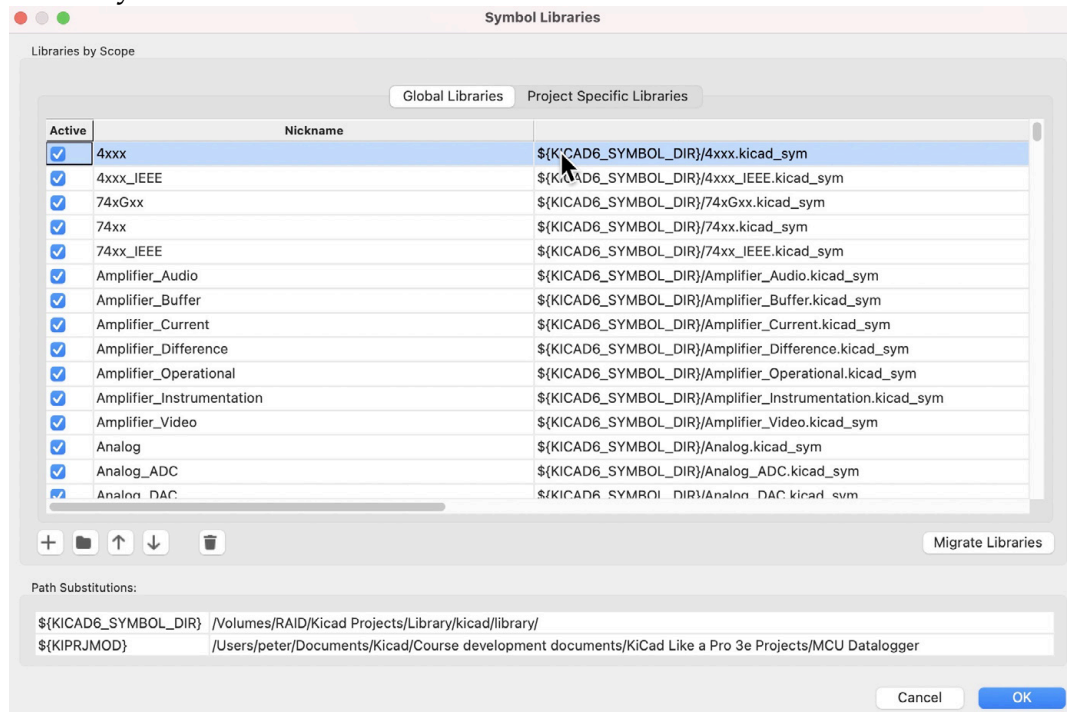 Symbol Libraries
Libraries by Scope
Global Libraries Project Specific Libraries
Active Nickname
4xxx ${KICAD6_SYMBOL_DIR}/4xxx.kicad_sym
4xxx_IEEE ${KICAD6_SYMBOL_DIR}/4xxx_IEEE.kicad_sym
74xGxx ${KICAD6_SYMBOL_DIR}/74xGxx.kicad_sym
74xx ${KICAD6_SYMBOL_DIR}/74xx.kicad_sym
74xx_IEEE ${KICAD6_SYMBOL_DIR}/74xx_IEEE.kicad_sym
Amplifier_Audio ${KICAD6_SYMBOL_DIR}/Amplifier_Audio.kicad_sym
Amplifier_Buffer ${KICAD6_SYMBOL_DIR}/Amplifier_Buffer.kicad_sym
Amplifier_Current ${KICAD6_SYMBOL_DIR}/Amplifier_Current.kicad_sym
Amplifier_Difference ${KICAD6_SYMBOL_DIR}/Amplifier_Difference.kicad_sym
Amplifier_Operational ${KICAD6_SYMBOL_DIR}/Amplifier_Operational.kicad_sym
Amplifier_Instrumentation ${KICAD6_SYMBOL_DIR}/Amplifier_Instrumentation.kicad_sym
Amplifier_Video ${KICAD6_SYMBOL_DIR}/Amplifier_Video.kicad_sym
Analog ${KICAD6_SYMBOL_DIR}/Analog.kicad_sym
Analog_ADC ${KICAD6_SYMBOL_DIR}/Analog_ADC.kicad_sym
Analog_DAC ${KICAD6_SYMBOL_DIR}/Analog_DAC.kicad_sym
Migrate Libraries
Path Substitutions:
${KICAD6_SYMBOL_DIR} /Volumes/RAID/Kicad Projects/Library/kicad/library/
${KIPRJMOD} /Users/peter/Documents/Kicad/Course development documents/KiCad Like a Pro 3e Projects/MCU Datalogger
Cancel OK